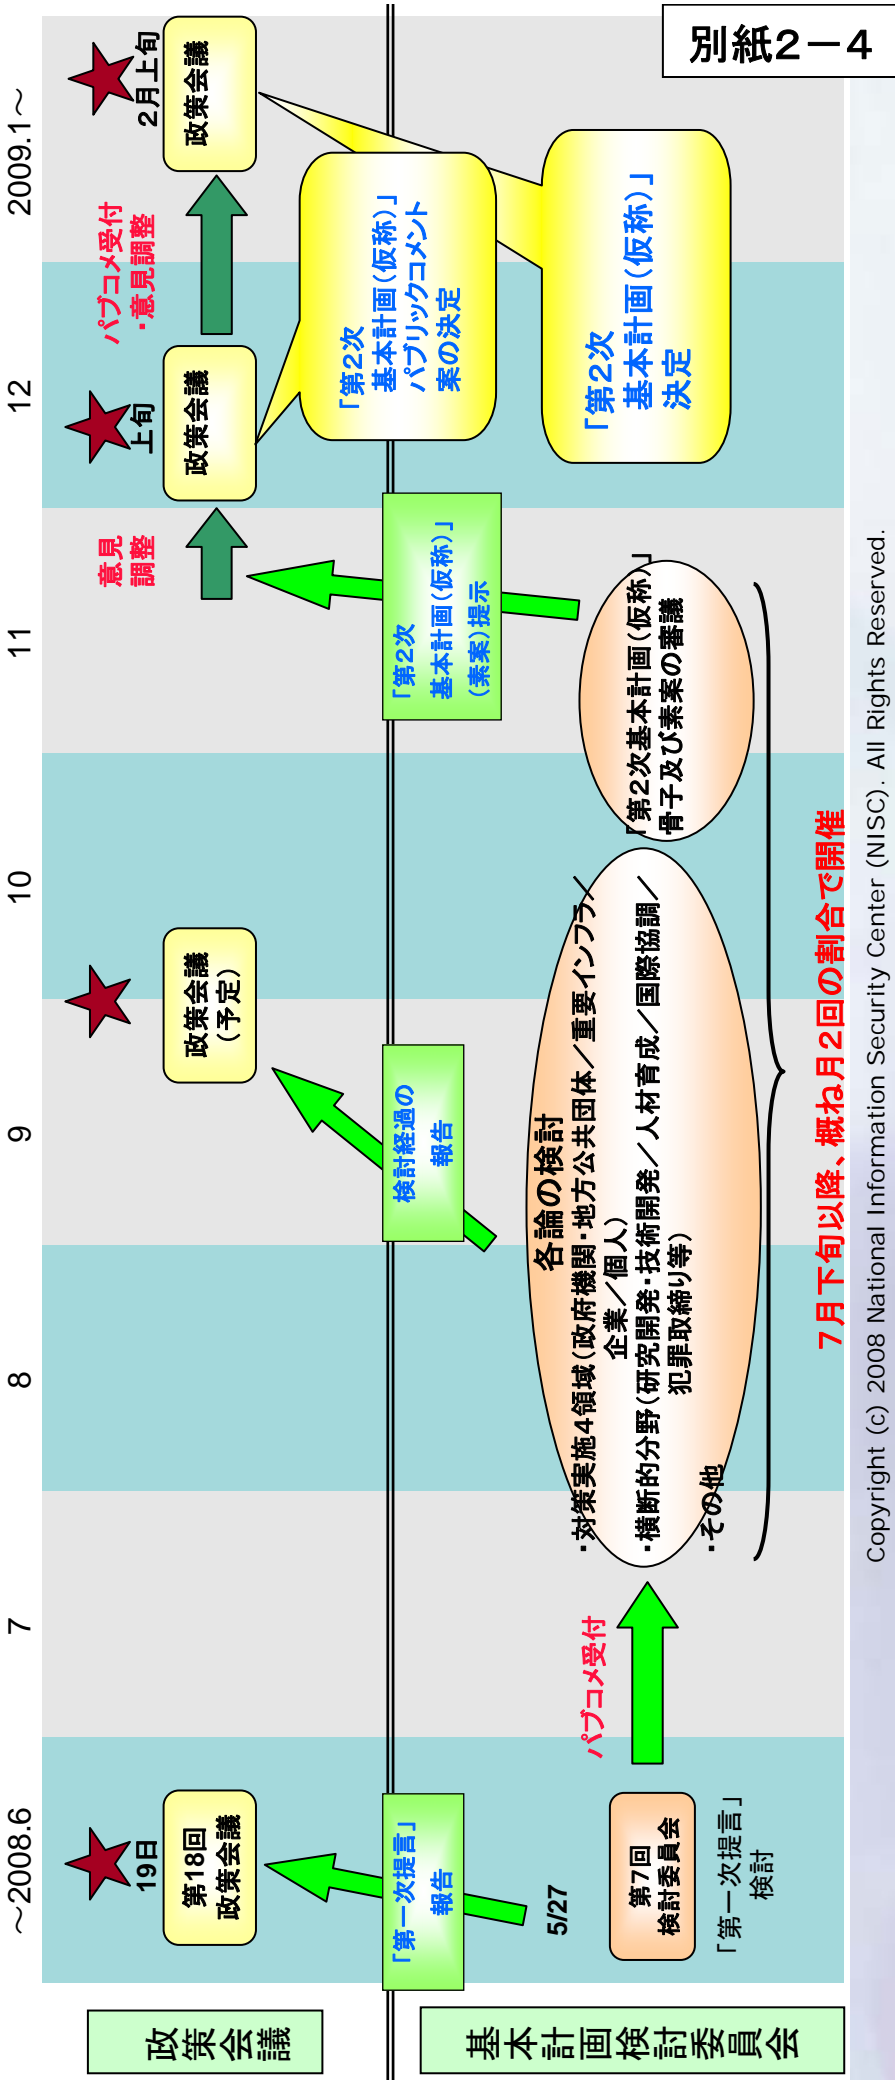 別紙2－4
～2008.6
7
8
9
10
11
12
2009.1～
政策会議
19日
第18回
政策会議
政策会議
（予定）
意見
調整
上旬
政策会議
パブコメ受付
・意見調整
2月上旬
政策会議
「第一次提言」
報告
検討経過の
報告
「第2次
基本計画（仮称）」
（素案）提示
「第2次
基本計画（仮称）」
パブリックコメント
案の決定
「第2次
基本計画（仮称）」
決定
基本計画検討委員会
5/27
第7回
検討委員会
「第一次提言」
検討
パブコメ受付
各論の検討
・対策実施4領域（政府機関・地方公共団体／重要インフラ／
企業／個人）
・横断的分野（研究開発・技術開発／人材育成／国際協調／
犯罪取締り等）
・その他
「第2次基本計画（仮称）」
骨子及び素案の審議
7月下旬以降、概ね月2回の割合で開催
Copyright (c) 2008 National Information Security Center (NISC). All Rights Reserved.